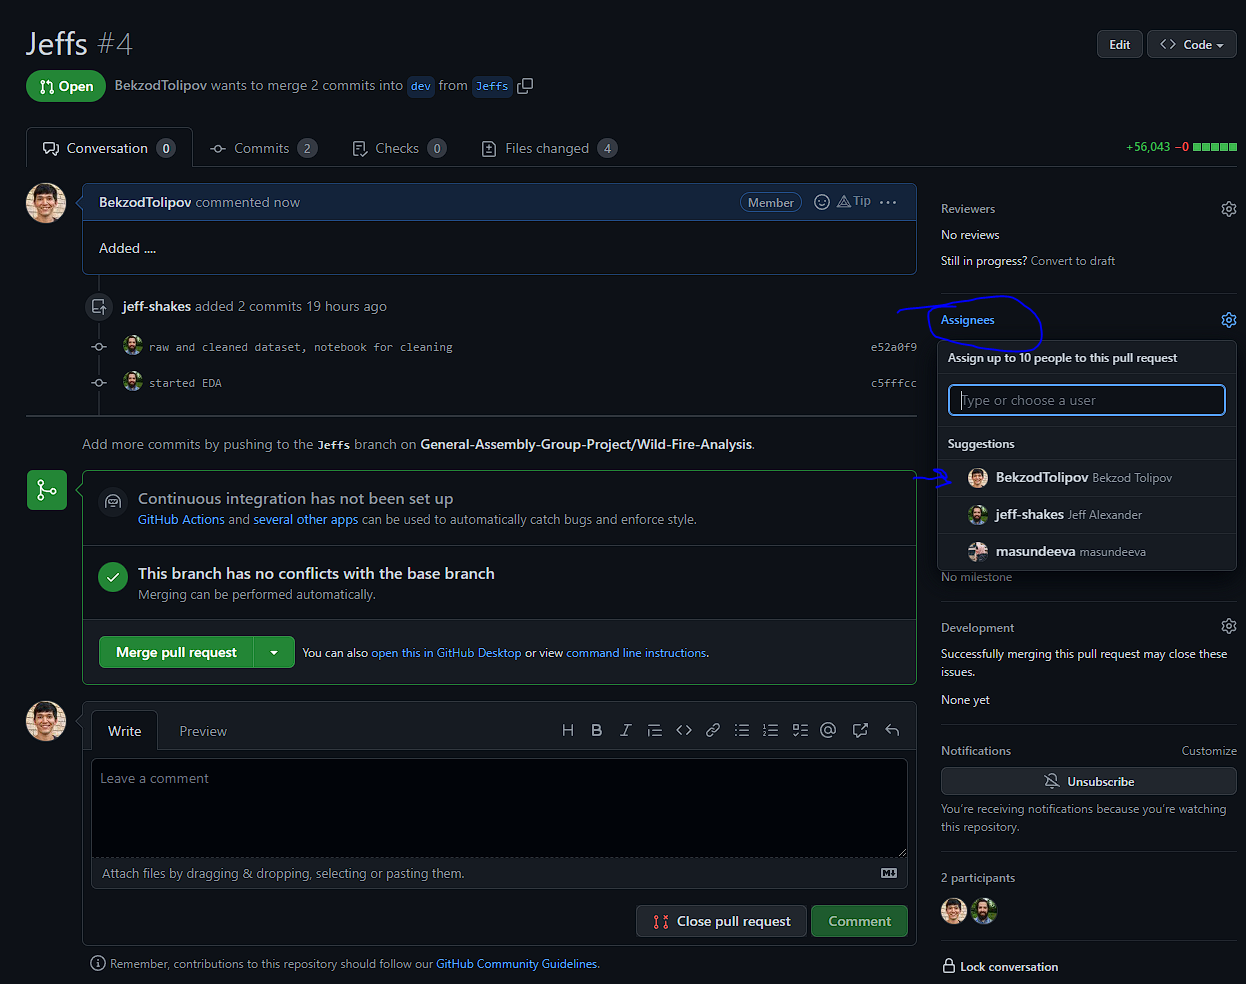 Jeffs #4
Edit
Code
Open
BekzodTolipov wants to merge 2 commits into dev from Jeffs
Conversation 0
Commits 2
Checks 0
Files changed 4
+56,043 −0
BekzodTolipov commented now
Member
Tip
Added ....
jeff-shakes added 2 commits 19 hours ago
raw and cleaned dataset, notebook for cleaning
e52a0f9
started EDA
c5fffcc
Add more commits by pushing to the Jeffs branch on General-Assembly-Group-Project/Wild-Fire-Analysis.
Continuous integration has not been set up
GitHub Actions and several other apps can be used to automatically catch bugs and enforce style.
This branch has no conflicts with the base branch
Merging can be performed automatically.
Merge pull request
You can also open this in GitHub Desktop or view command line instructions.
Write
Preview
Leave a comment
Attach files by dragging & dropping, selecting or pasting them.
Close pull request
Comment
Remember, contributions to this repository should follow our GitHub Community Guidelines.
Reviewers
No reviews
Still in progress? Convert to draft
Assignees
Assign up to 10 people to this pull request
Type or choose a user
Suggestions
BekzodTolipov Bekzod Tolipov
jeff-shakes Jeff Alexander
masundeeva masundeeva
No milestone
Development
Successfully merging this pull request may close these
issues.
None yet
Notifications
Customize
Unsubscribe
You're receiving notifications because you're watching
this repository.
2 participants
Lock conversation